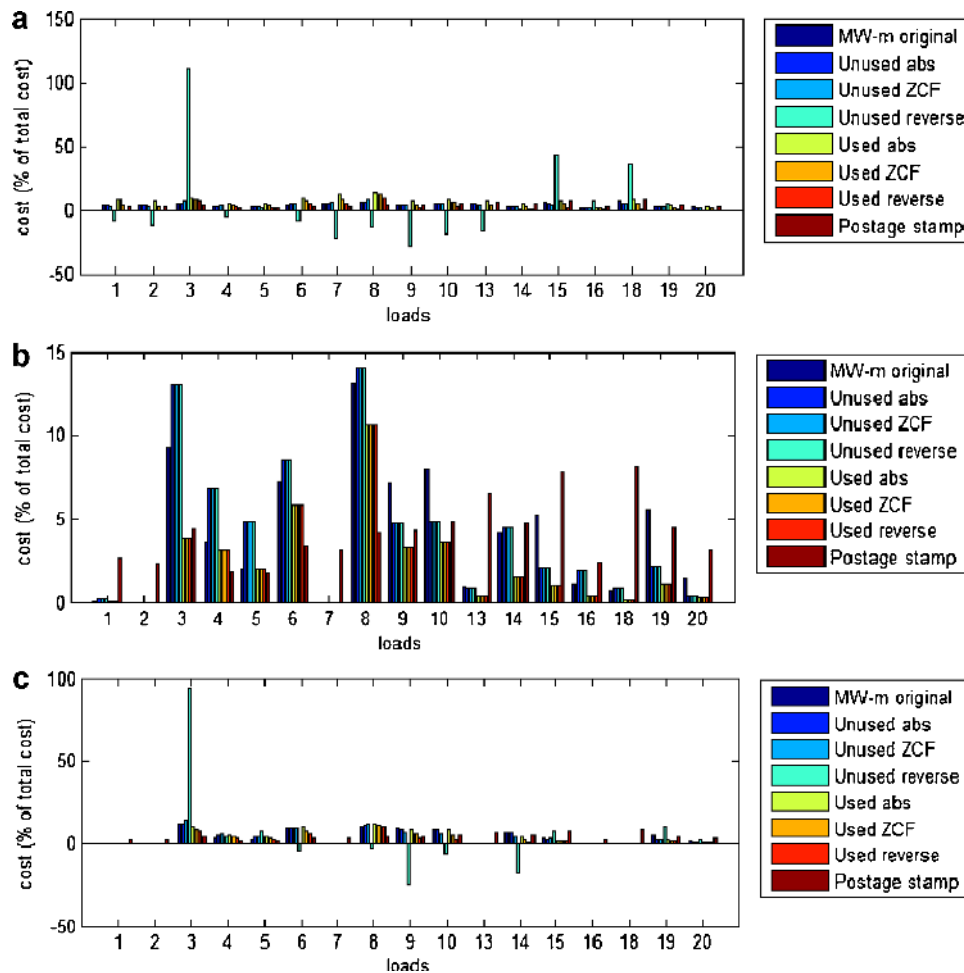 a
150
100
50
0
-50
cost (% of total cost)
1 2 3 4 5 6 7 8 9 10 13 14 15 16 18 19 20
loads
MW-m original
Unused abs
Unused ZCF
Unused reverse
Used abs
Used ZCF
Used reverse
Postage stamp
b
15
10
5
0
cost (% of total cost)
1 2 3 4 5 6 7 8 9 10 13 14 15 16 18 19 20
loads
MW-m original
Unused abs
Unused ZCF
Unused reverse
Used abs
Used ZCF
Used reverse
Postage stamp
c
100
50
0
-50
cost (% of total cost)
1 2 3 4 5 6 7 8 9 10 13 14 15 16 18 19 20
loads
MW-m original
Unused abs
Unused ZCF
Unused reverse
Used abs
Used ZCF
Used reverse
Postage stamp